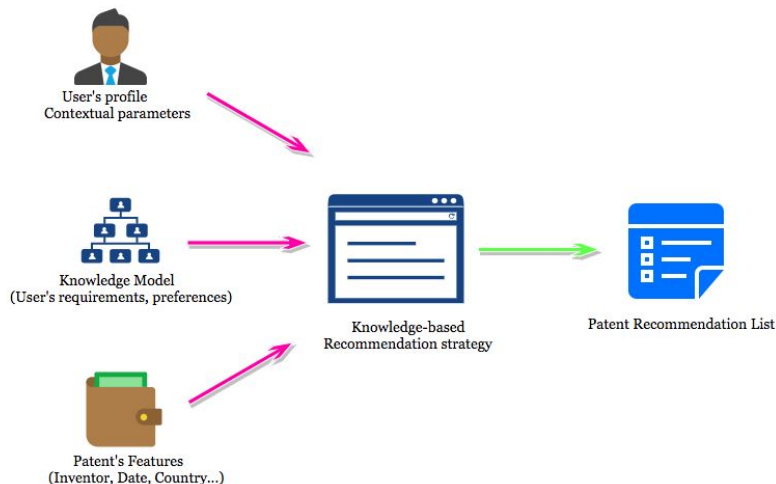 User's profile
Contextual parameters
Knowledge Model
(User's requirements, preferences)
Knowledge-based
Recommendation strategy
Patent Recommendation List
Patent's Features
(Inventor, Date, Country...)